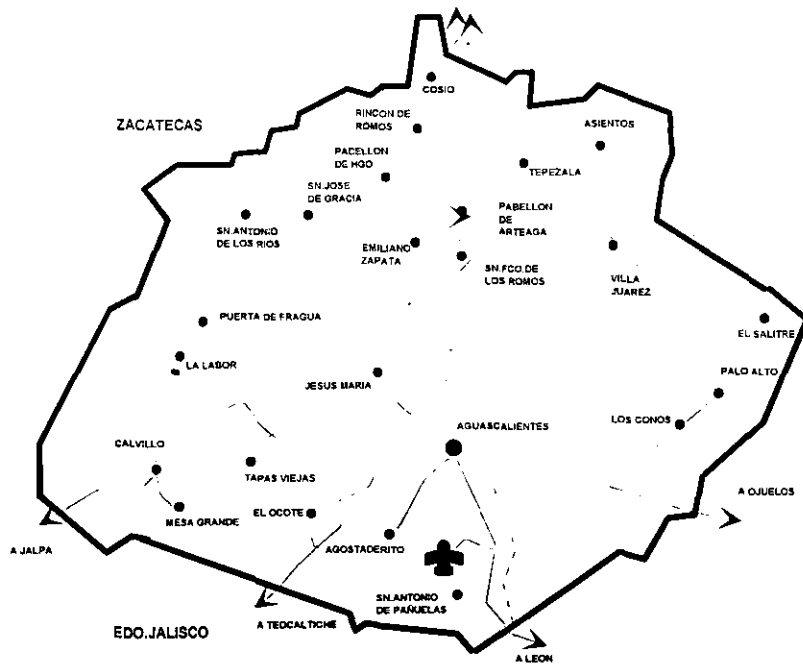 COSIO
ZACATECAS
RINCON DE
ROMOS
ASIENTOS
PACELLON
DE HGO
TEPEZALA
SN.JOSE
DE GRACIA
PABELLON
DE
ARTEAGA
SN.ANTONIO
DE LOS RIOS
EMILIANO
ZAPATA
SN.FCO.DE
LOS ROMOS
VILLA
JUAREZ
PUERTA DE FRAGUA
EL SALITRE
LA LABOR
JESUS MARIA
PALO ALTO
LOS CONOS
AGUASCALIENTES
CALVILLO
TAPAS VIEJAS
A OJUELOS
MESA GRANDE
EL OCOTE
A JALPA
AGOSTADERITO
SN.ANTONIO
DE PAÑUELAS
A TEOCALTICHE
EDO.JALISCO
A LEON